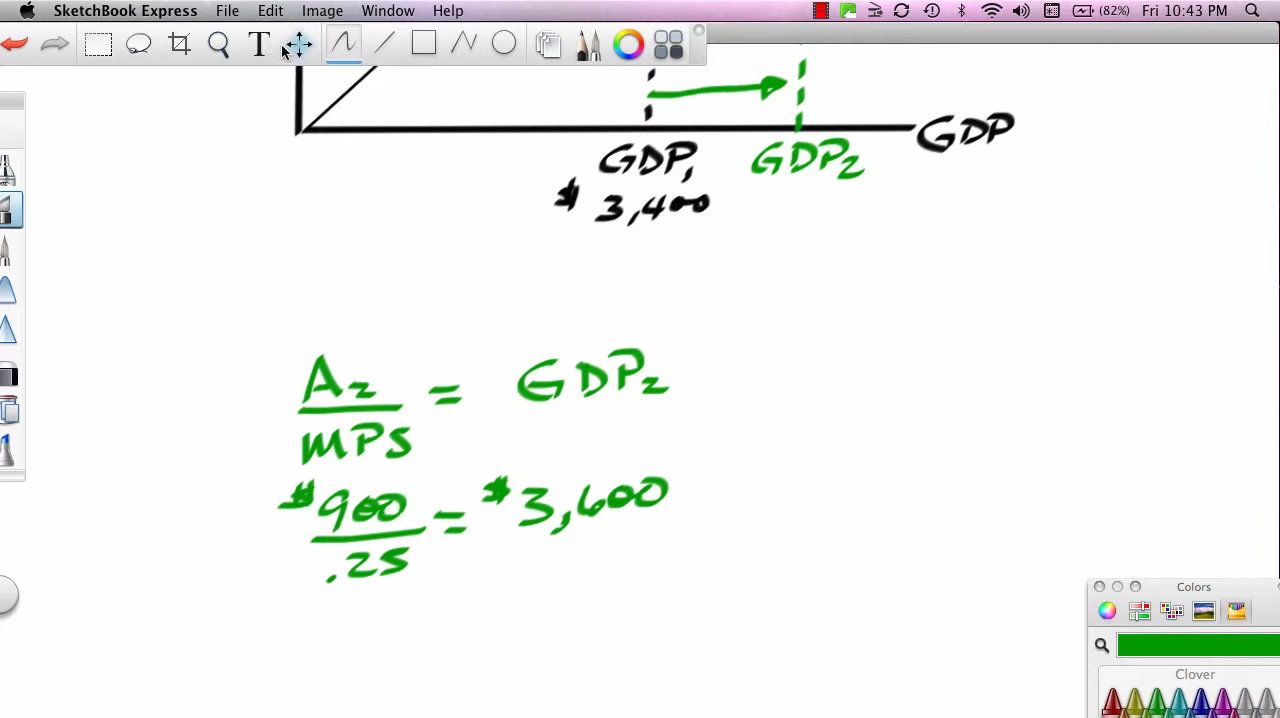 SketchBook Express File Edit Image Window Help (82%) Fri 10:43 PM
T
GDP
GDP1 GDP2
$ 3,400
A2 = GDP2
MPS
$900 = $3,600
.25
Colors
Clover